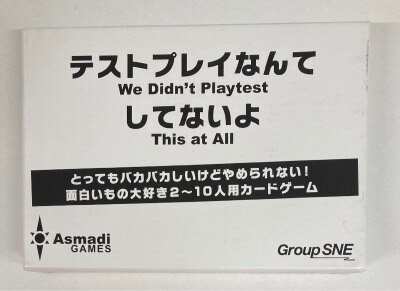 テストプレイなんて
We Didn't Playtest
してないよ
This at All
とってもバカバカしいけどやめられない!
面白いもの大好き2〜10人用カードゲーム
Asmadi
GAMES
GroupSNE